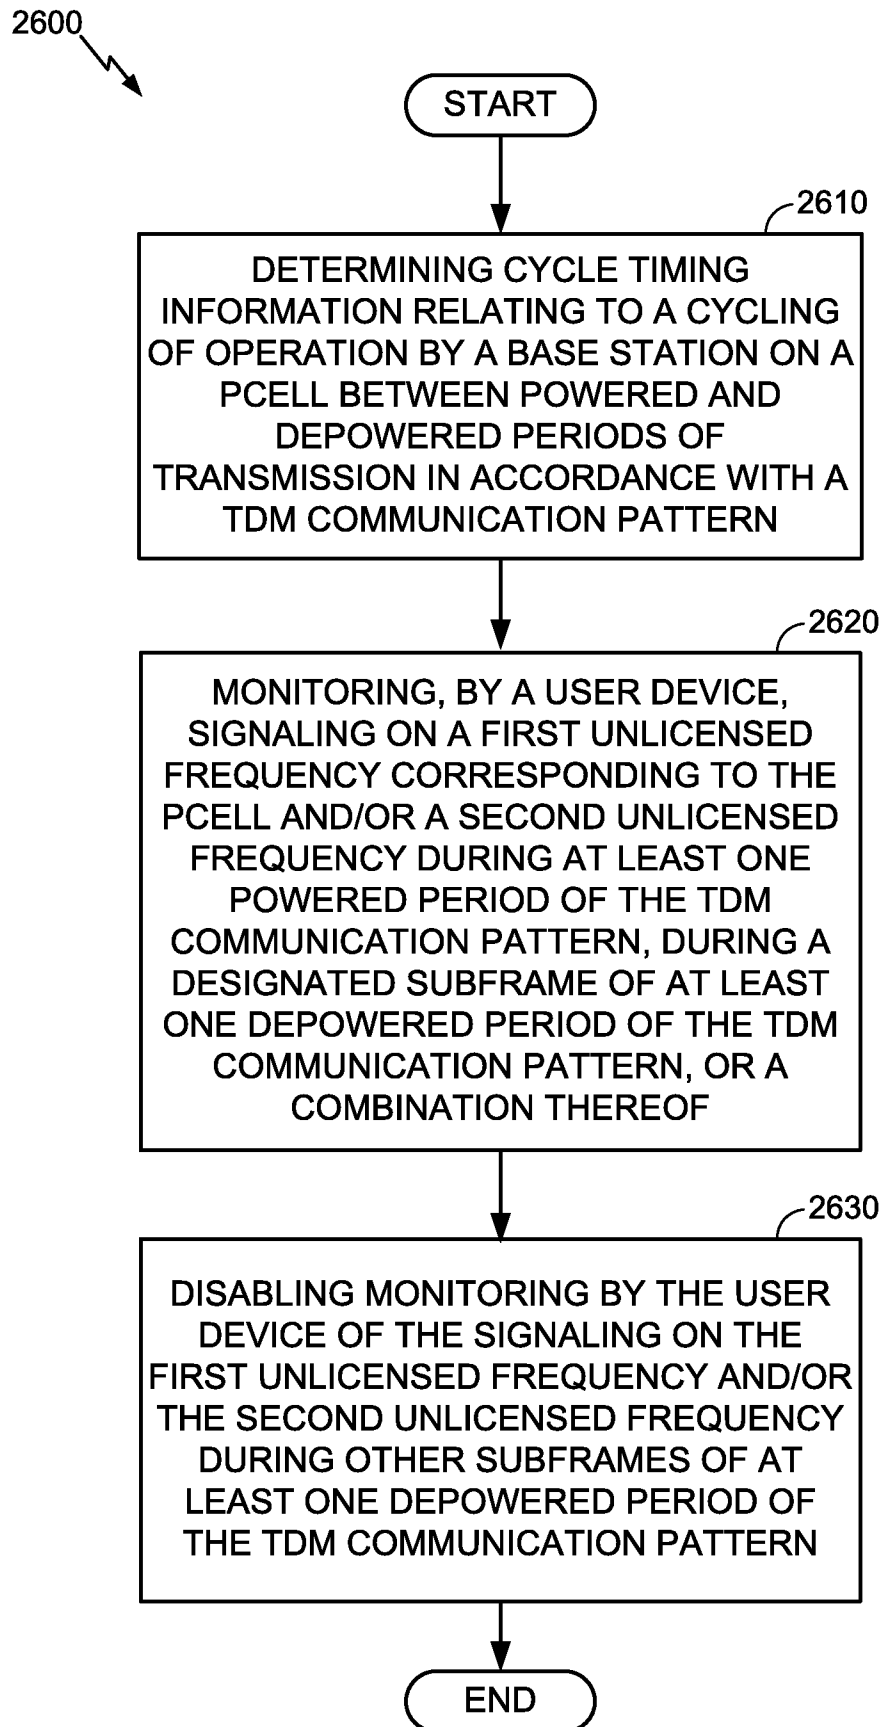 2600
START
2610
DETERMINING CYCLE TIMING
INFORMATION RELATING TO A CYCLING
OF OPERATION BY A BASE STATION ON A
PCELL BETWEEN POWERED AND
DEPOWERED PERIODS OF
TRANSMISSION IN ACCORDANCE WITH A
TDM COMMUNICATION PATTERN
2620
MONITORING, BY A USER DEVICE,
SIGNALING ON A FIRST UNLICENSED
FREQUENCY CORRESPONDING TO THE
PCELL AND/OR A SECOND UNLICENSED
FREQUENCY DURING AT LEAST ONE
POWERED PERIOD OF THE TDM
COMMUNICATION PATTERN, DURING A
DESIGNATED SUBFRAME OF AT LEAST
ONE DEPOWERED PERIOD OF THE TDM
COMMUNICATION PATTERN, OR A
COMBINATION THEREOF
2630
DISABLING MONITORING BY THE USER
DEVICE OF THE SIGNALING ON THE
FIRST UNLICENSED FREQUENCY AND/OR
THE SECOND UNLICENSED FREQUENCY
DURING OTHER SUBFRAMES OF AT
LEAST ONE DEPOWERED PERIOD OF
THE TDM COMMUNICATION PATTERN
END